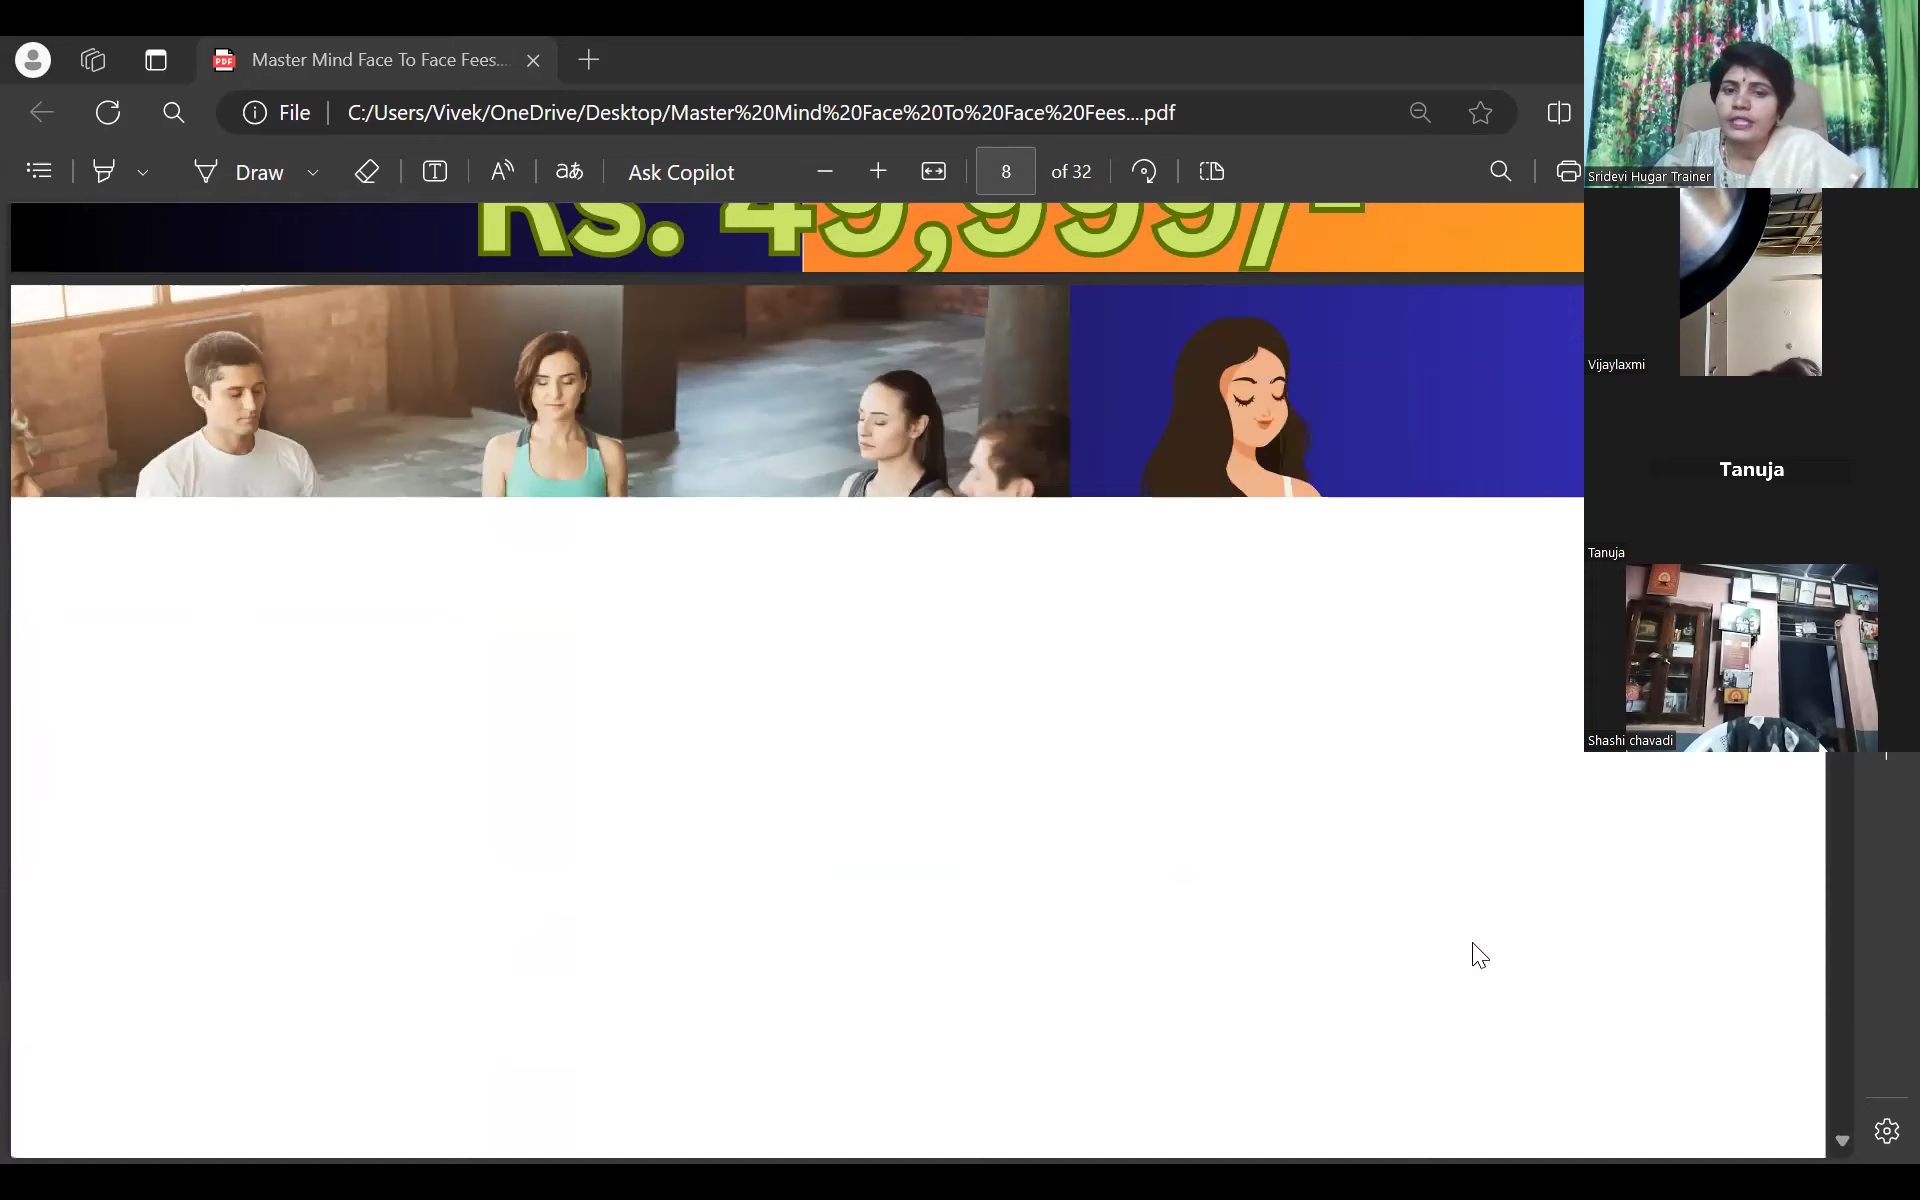 Master Mind Face To Face Fees....
File
C:/Users/Vivek/OneDrive/Desktop/Master%20Mind%20Face%20To%20Face%20Fees....pdf
Draw
Ask Copilot
8
of 32
Rs. 49,999/-
Sridevi Hugar Trainer
Vijaylaxmi
Tanuja
Tanuja
Shashi chavadi